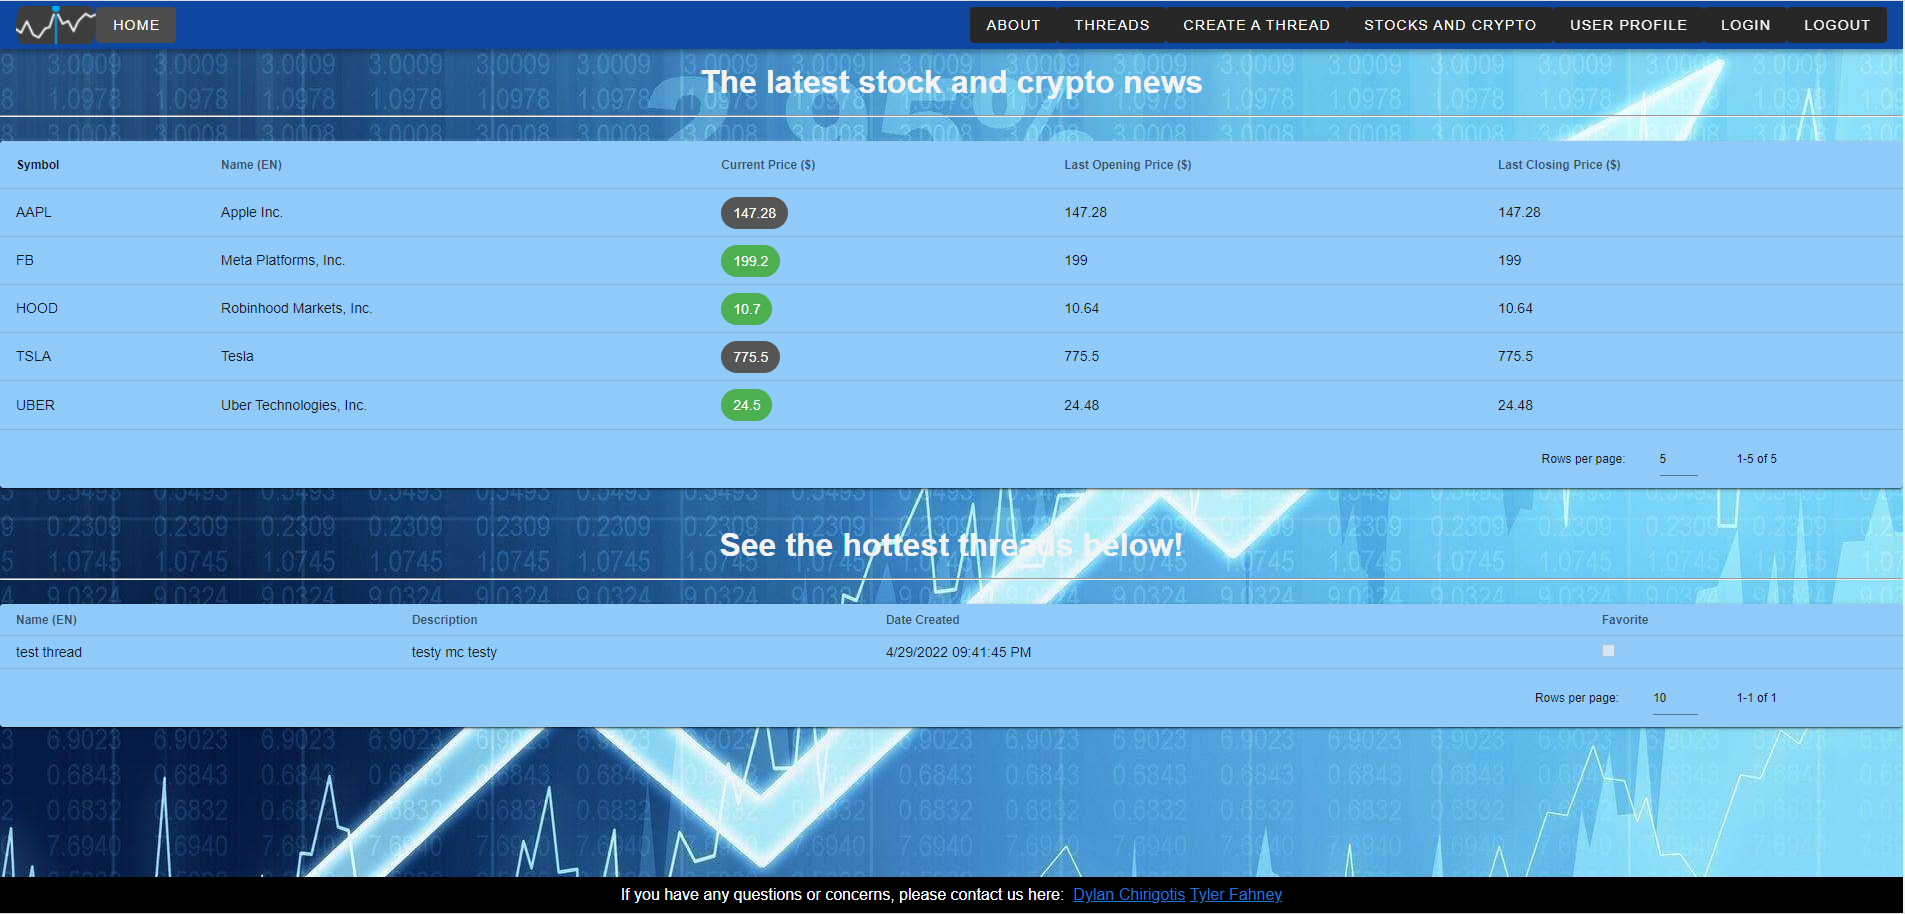 HOME ABOUT THREADS CREATE A THREAD STOCKS AND CRYPTO USER PROFILE LOGIN LOGOUT
The latest stock and crypto news
Symbol Name (EN) Current Price ($) Last Opening Price ($) Last Closing Price ($)
AAPL Apple Inc. 147.28 147.28 147.28
FB Meta Platforms, Inc. 199.2 199 199
HOOD Robinhood Markets, Inc. 10.7 10.64 10.64
TSLA Tesla 775.5 775.5 775.5
UBER Uber Technologies, Inc. 24.5 24.48 24.48
Rows per page: 5 1-5 of 5
See the hottest threads below!
Name (EN) Description Date Created Favorite
test thread testy mc testy 4/29/2022 09:41:45 PM
Rows per page: 10 1-1 of 1
If you have any questions or concerns, please contact us here: Dylan Chirigotis Tyler Fahney